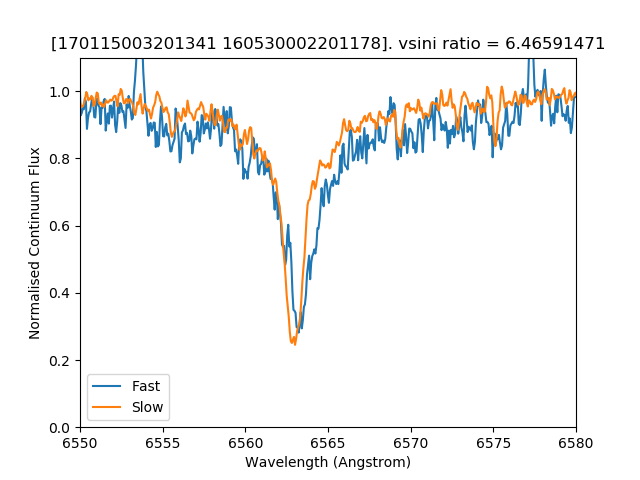 [170115003201341 160530002201178]. vsini ratio = 6.46591471
Normalised Continuum Flux
1.0
0.8
0.6
0.4
0.2
0.0
Fast
Slow
6550 6555 6560 6565 6570 6575 6580
Wavelength (Angstrom)